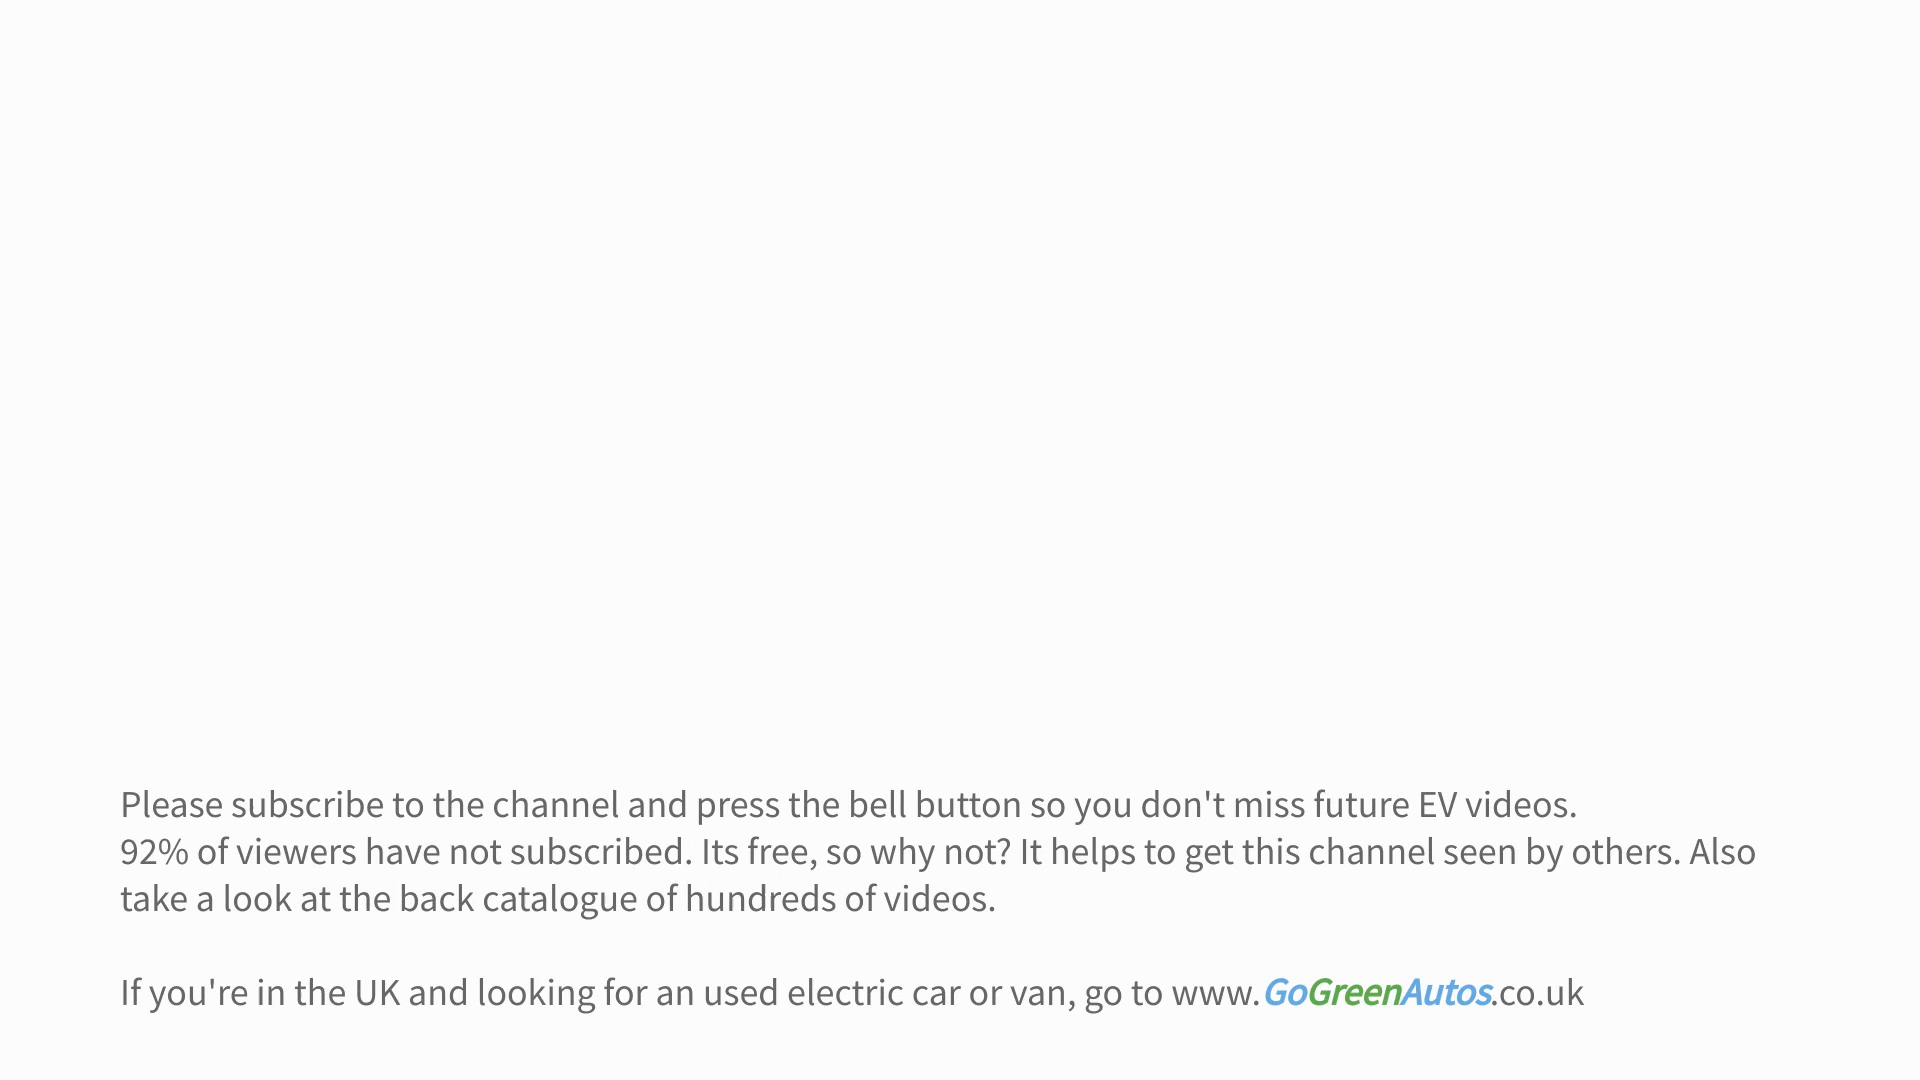 Please subscribe to the channel and press the bell button so you don't miss future EV videos.
92% of viewers have not subscribed. Its free, so why not? It helps to get this channel seen by others. Also
take a look at the back catalogue of hundreds of videos.
If you're in the UK and looking for an used electric car or van, go to www.GoGreenAutos.co.uk